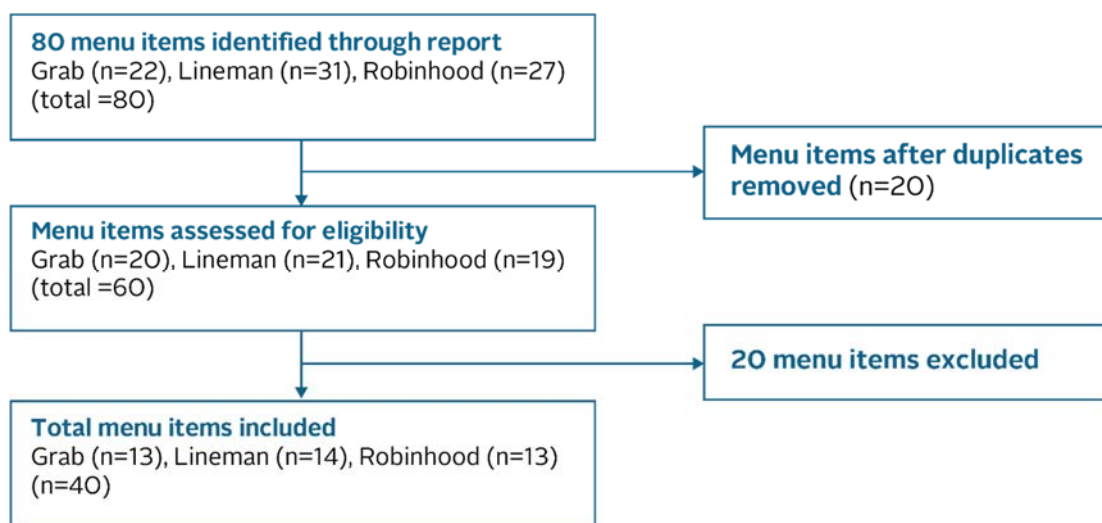 80 menu items identified through report
Grab (n=22), Lineman (n=31), Robinhood (n=27)
(total =80)
Menu items after duplicates
removed (n=20)
Menu items assessed for eligibility
Grab (n=20), Lineman (n=21), Robinhood (n=19)
(total =60)
20 menu items excluded
Total menu items included
Grab (n=13), Lineman (n=14), Robinhood (n=13)
(n=40)